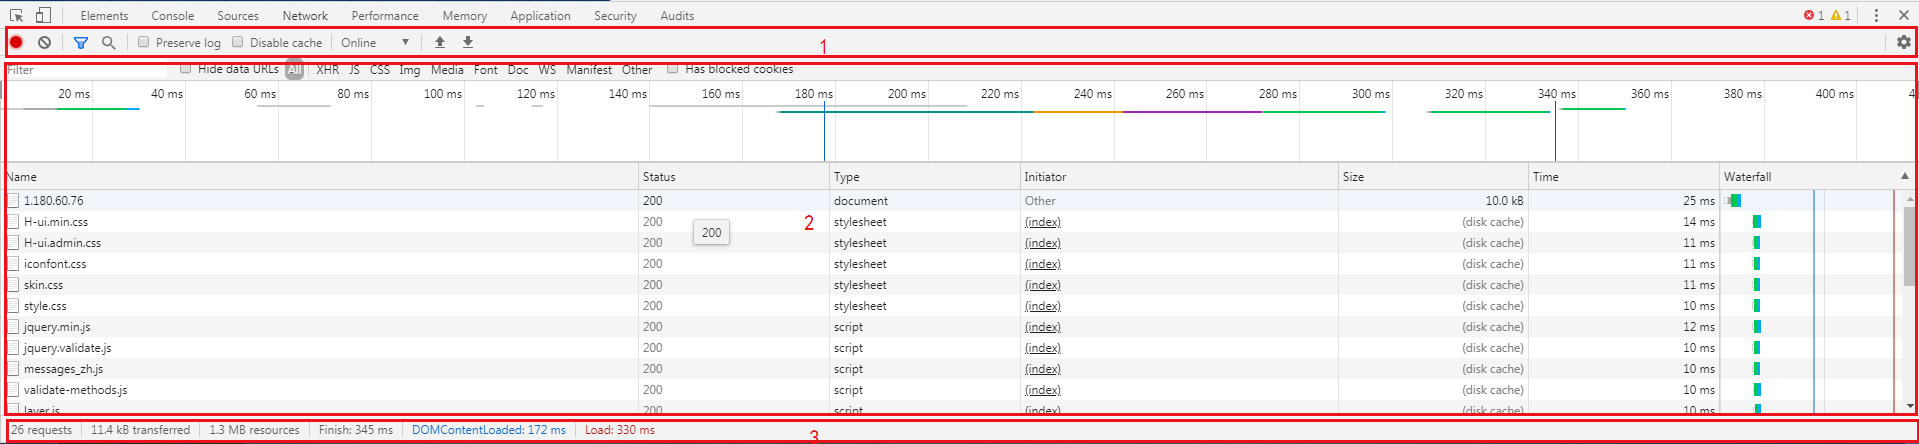 Elements Console Sources Network Performance Memory Application Security Audits 1 1
Preserve log Disable cache Online 1
Filter Hide data URLs All XHR JS CSS Img Media Font Doc WS Manifest Other Has blocked cookies
20 ms 40 ms 60 ms 80 ms 100 ms 120 ms 140 ms 160 ms 180 ms 200 ms 220 ms 240 ms 260 ms 280 ms 300 ms 320 ms 340 ms 360 ms 380 ms 400 ms 4
Name Status Type Initiator Size Time Waterfall
1.180.60.76 200 document Other 10.0 kB 25 ms
H-ui.min.css 200 2 stylesheet (index) (disk cache) 14 ms
200
H-ui.admin.css 200 stylesheet (index) (disk cache) 11 ms
iconfont.css 200 stylesheet (index) (disk cache) 11 ms
skin.css 200 stylesheet (index) (disk cache) 11 ms
style.css 200 stylesheet (index) (disk cache) 10 ms
jquery.min.js 200 script (index) (disk cache) 12 ms
jquery.validate.js 200 script (index) (disk cache) 10 ms
messages_zh.js 200 script (index) (disk cache) 10 ms
validate-methods.js 200 script (index) (disk cache) 10 ms
layer.js 200 script (index) (disk cache) 10 ms
26 requests 11.4 kB transferred 1.3 MB resources Finish: 345 ms DOMContentLoaded: 172 ms Load: 330 ms 3